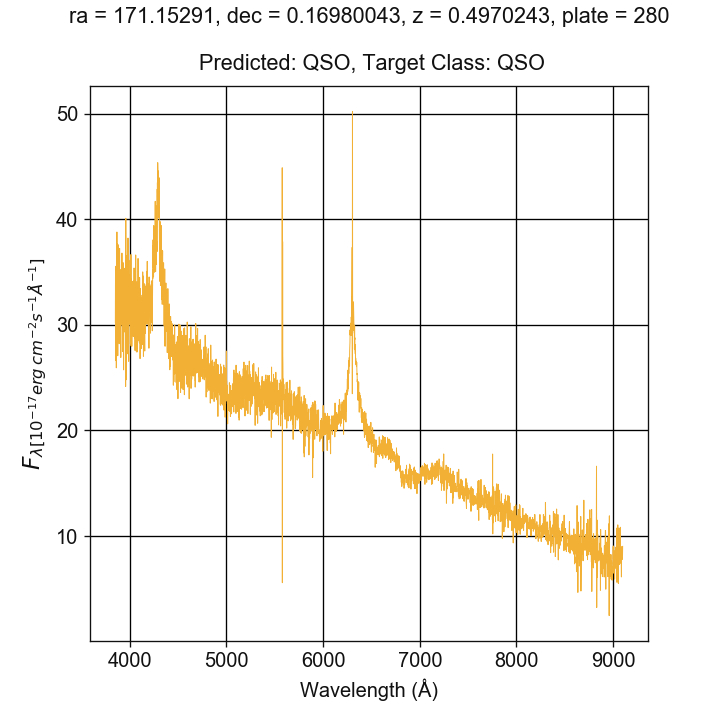 ra = 171.15291, dec = 0.16980043, z = 0.4970243, plate = 280
Predicted: QSO, Target Class: QSO
50
40
30
20
10
F_{λ[10^{−17}erg cm^{−2}s^{−1}Å^{−1}]}
4000 5000 6000 7000 8000 9000
Wavelength (Å)